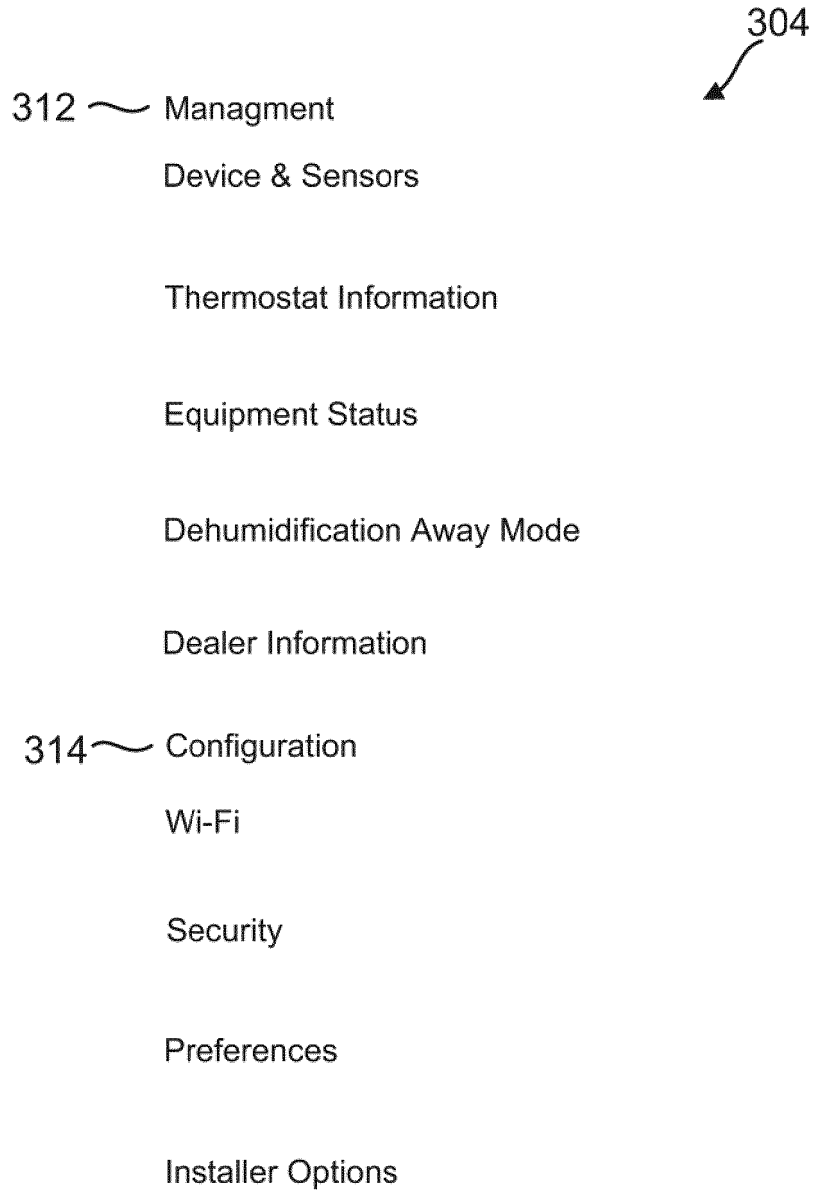 304
312 Managment
Device & Sensors
Thermostat Information
Equipment Status
Dehumidification Away Mode
Dealer Information
314 Configuration
Wi-Fi
Security
Preferences
Installer Options